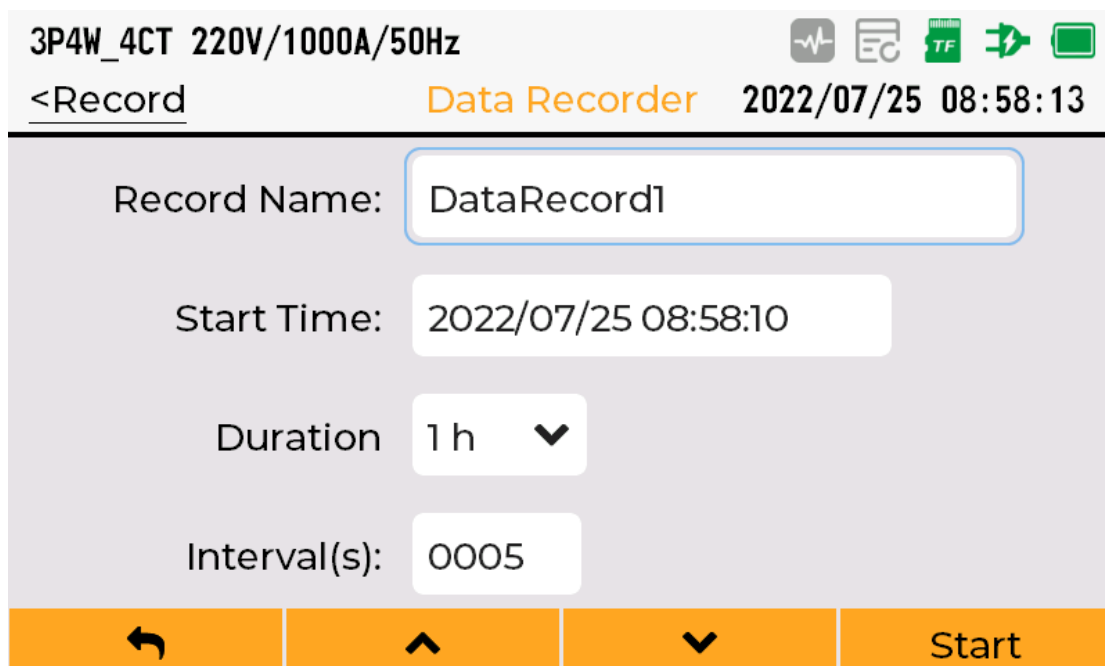 3P4W_4CT 220V/1000A/50Hz TF
<Record Data Recorder 2022/07/25 08:58:13
Record Name: DataRecord1
Start Time: 2022/07/25 08:58:10
Duration 1 h
Interval(s): 0005
Start